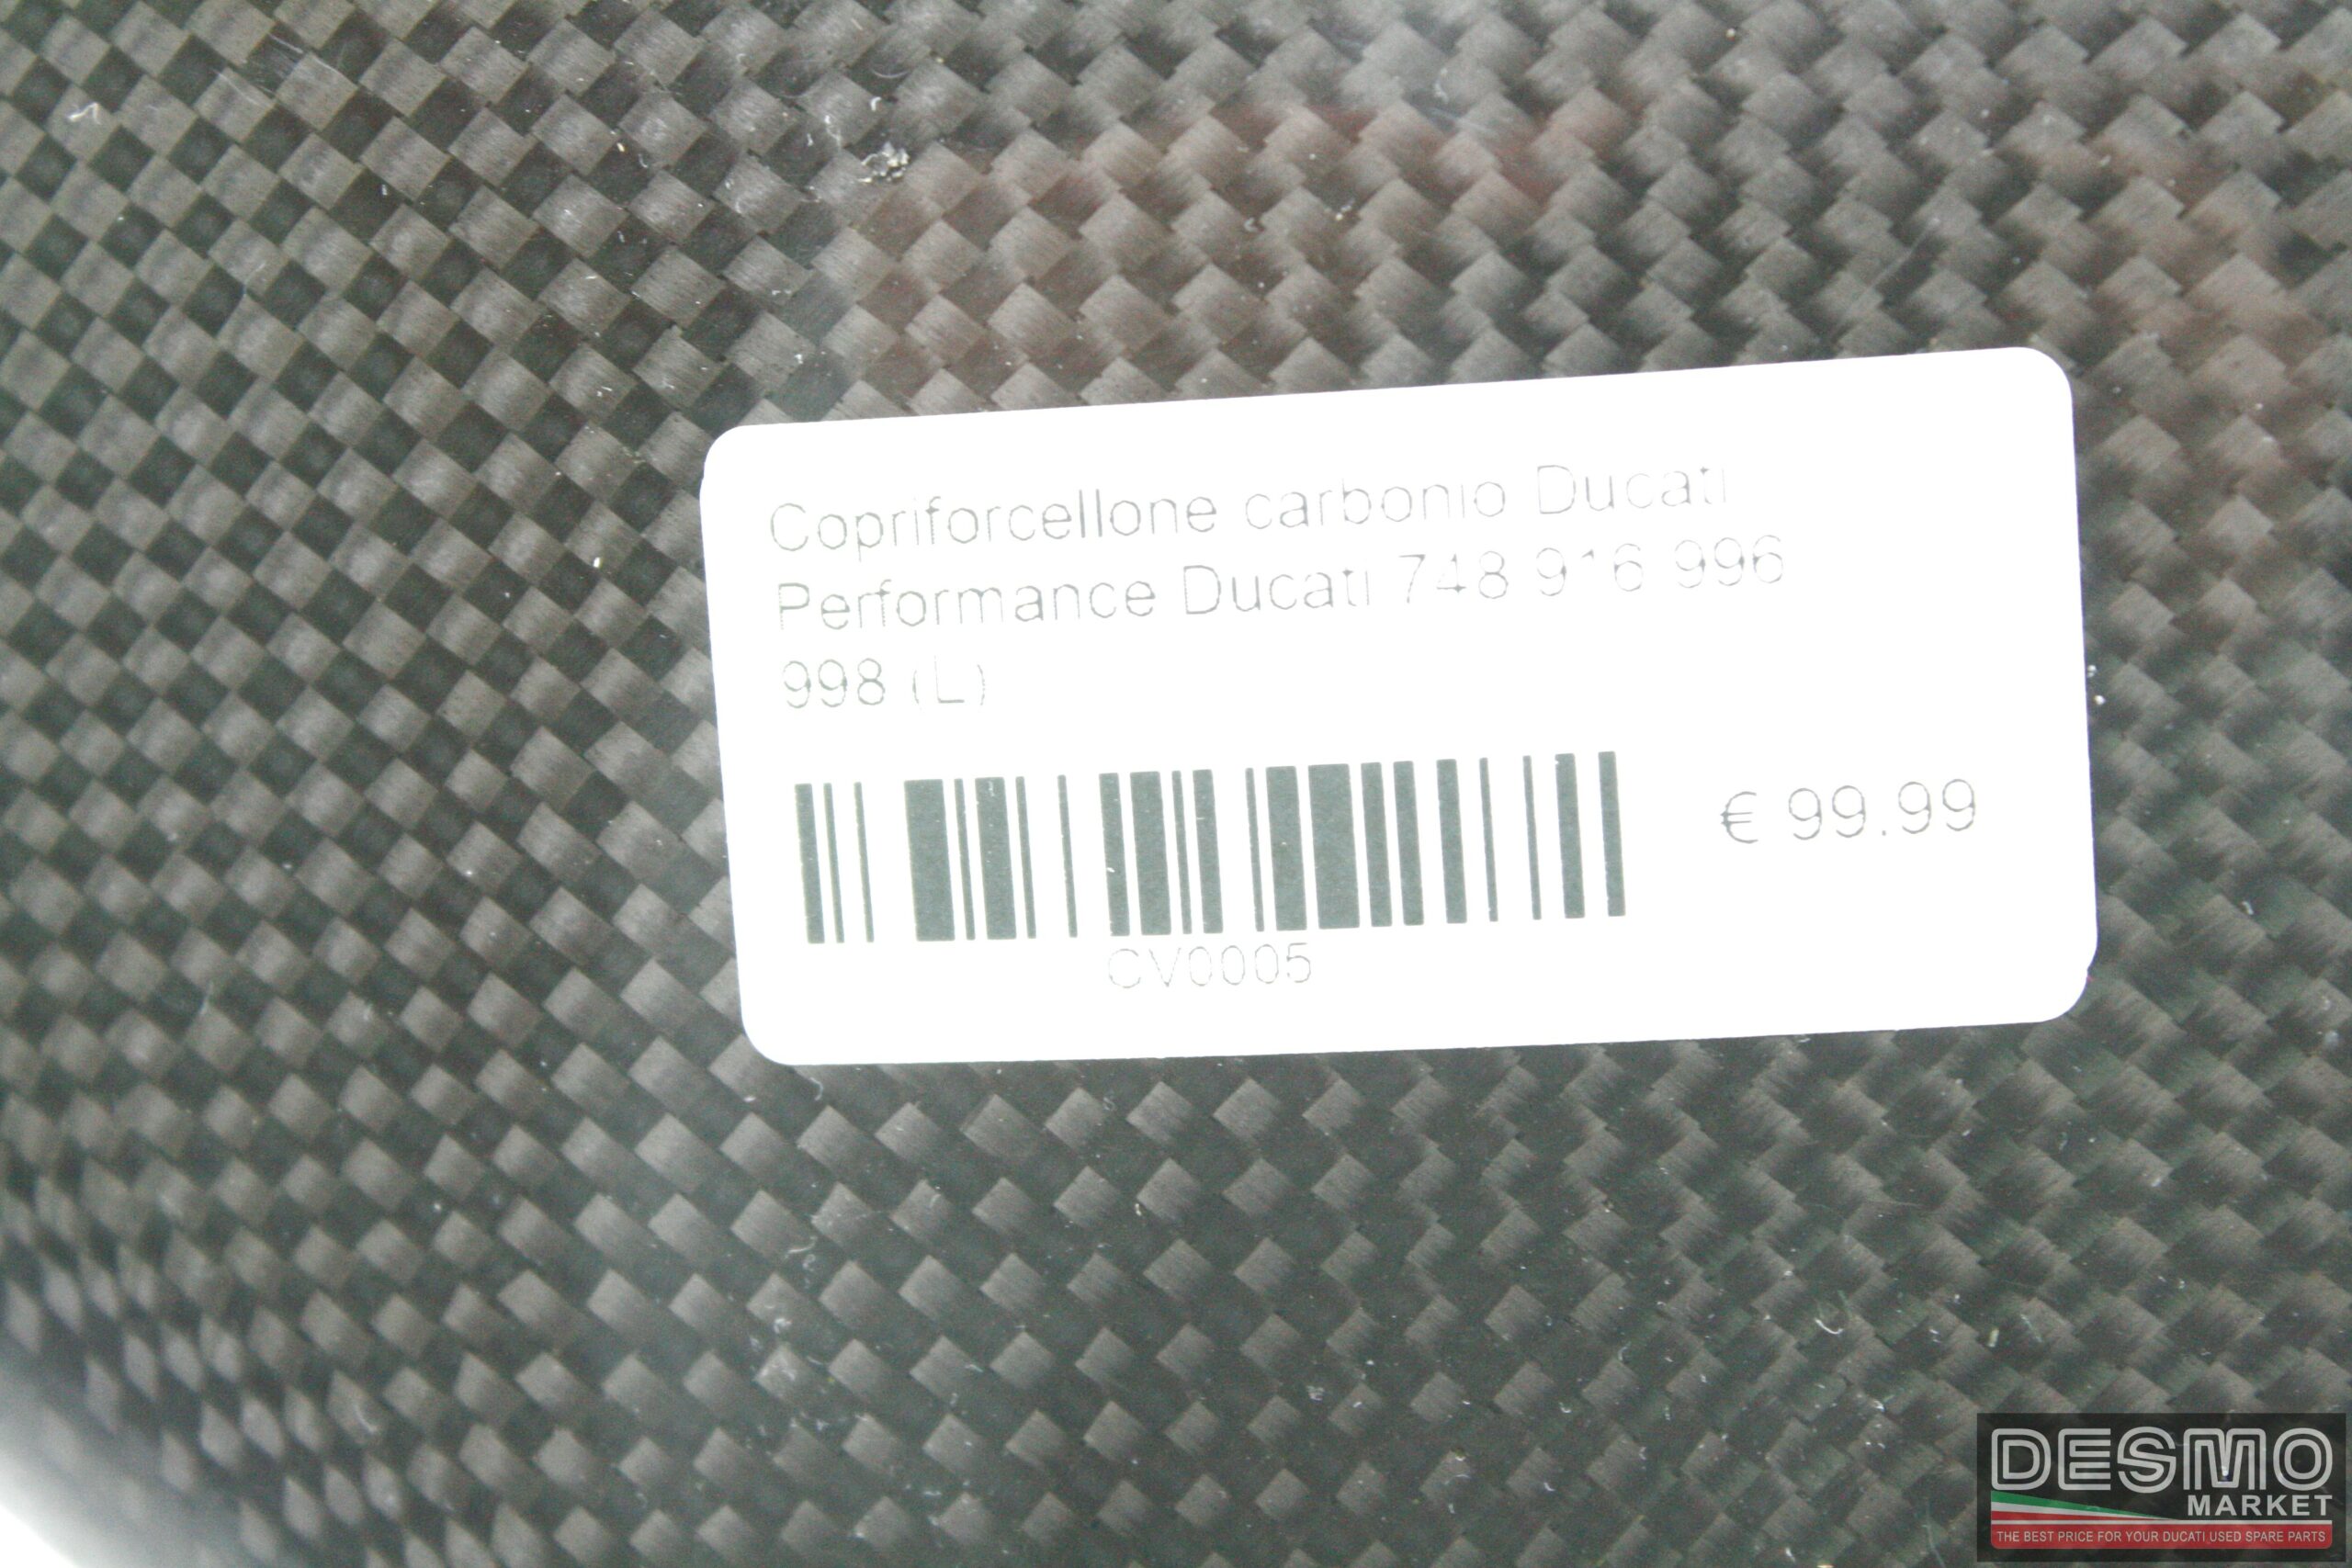 Copriforcellone carbonio Ducati
Performance Ducati 748 916 996
998 (L)
€ 99.99
CV0005
DESMO
MARKET
THE BEST PRICE FOR YOUR DUCATI USED SPARE PARTS